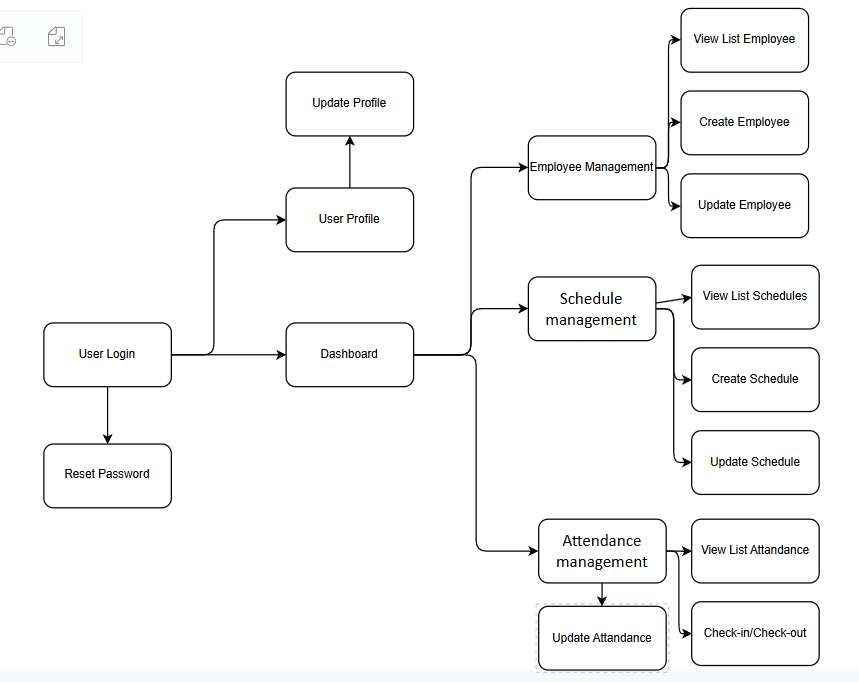 View List Employee
Update Profile
Create Employee
Employee Management
Update Employee
User Profile
View List Schedules
Schedule
management
User Login
Dashboard
Create Schedule
Reset Password
Update Schedule
Attendance
management
View List Attandance
Update Attandance
Check-in/Check-out